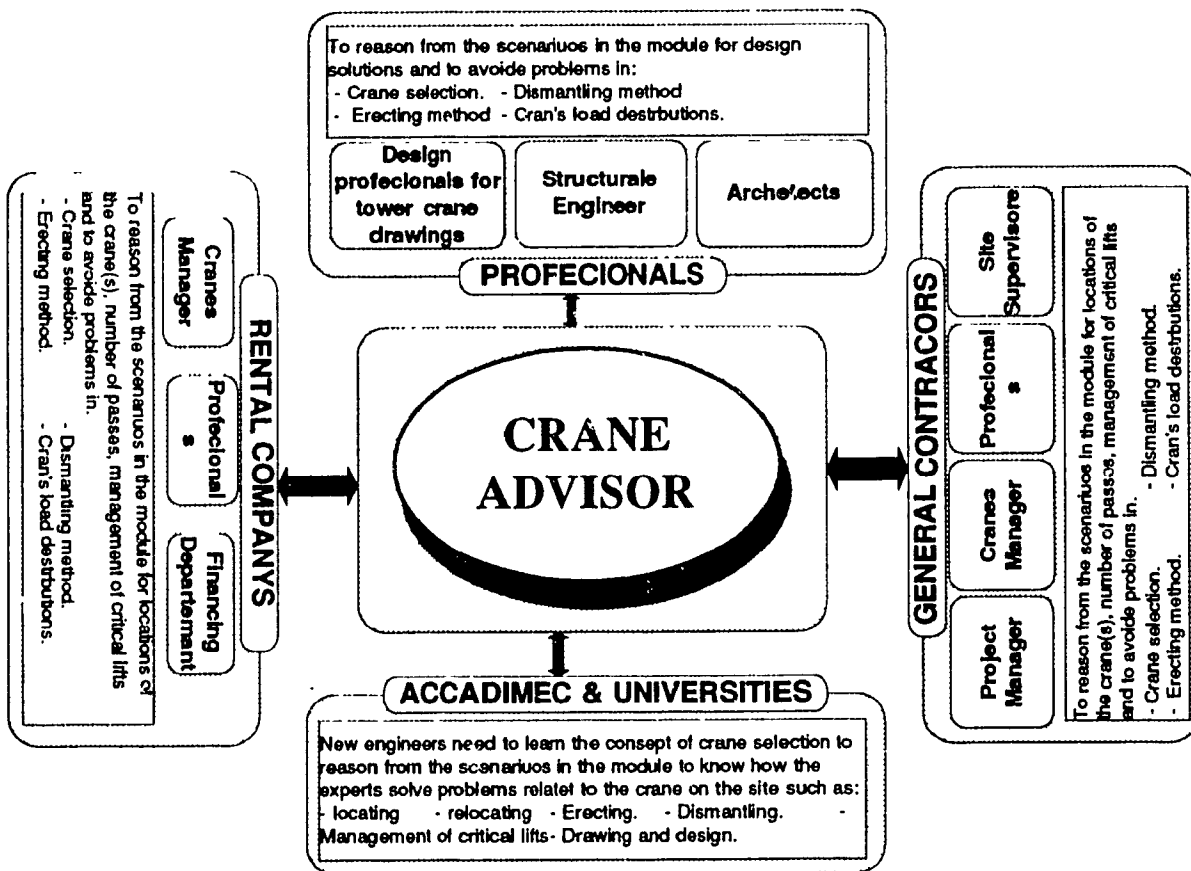 To reason from the scenariuos in the module for design
solutions and to avoide problems in:
- Crane selection. - Dismantling method
- Erecting method - Cran's load destrbutions.
Design
profecionals for
tower crane
drawings
Structurale
Engineer
Archetects
PROFECIONALS
RENTAL COMPANYS
Cranes
Manager
Profecional
s
Financing
Departemant
To reason from the scenariuos in the module for locations of
the crane(s), number of passes, management of critical lifts
and to avoide problems in.
- Crane selection. - Dismantling method.
- Erecting method. - Cran's load destrbutions.
CRANE
ADVISOR
GENERAL CONTRACORS
Site
Supervisore
Profecional
s
Cranes
Manager
Project
Manager
To reason from the scenariuos in the module for locations of
the crane(s), number of passes, management of critical lifts
and to avoide problems in.
- Crane selection. - Dismantling method.
- Erecting method. - Cran's load destrbutions.
ACCADIMEC & UNIVERSITIES
New engineers need to learn the consept of crane selection to
reason from the scenariuos in the module to know how the
experts solve problems relatet to the crane on the site such as:
- locating - relocating - Erecting. - Dismantling. -
Management of critical lifts- Drawing and design.